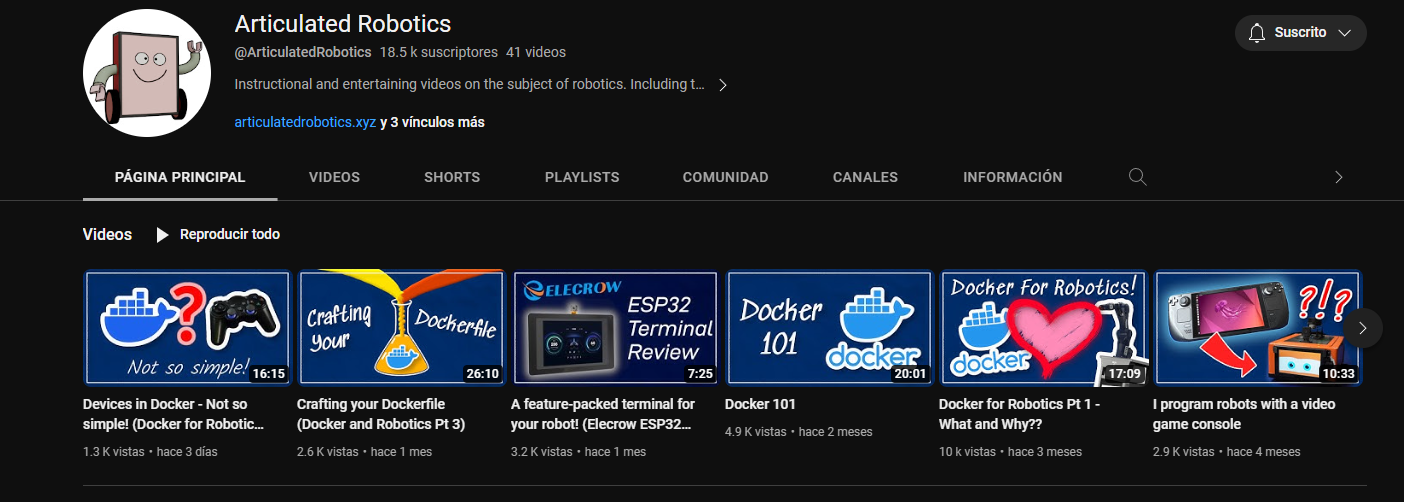 Articulated Robotics
@ArticulatedRobotics 18.5 k suscriptores 41 videos
Instructional and entertaining videos on the subject of robotics. Including t...
articulatedrobotics.xyz y 3 vínculos más
Suscrito
PÁGINA PRINCIPAL VIDEOS SHORTS PLAYLISTS COMUNIDAD CANALES INFORMACIÓN
Videos Reproducir todo
?
Not so simple!
16:15
Crafting your Dockerfile
26:10
ELECROW
ESP32
Terminal
Review
7:25
Docker
101
docker
20:01
Docker For Robotics!
docker
17:09
?!?
10:33
Devices in Docker - Not so
simple! (Docker for Robotic...
1.3 K vistas • hace 3 días
Crafting your Dockerfile
(Docker and Robotics Pt 3)
2.6 K vistas • hace 1 mes
A feature-packed terminal for
your robot! (Elecrow ESP32...
3.2 K vistas • hace 1 mes
Docker 101
4.9 K vistas • hace 2 meses
Docker for Robotics Pt 1 -
What and Why??
10 k vistas • hace 3 meses
I program robots with a video
game console
2.9 K vistas • hace 4 meses